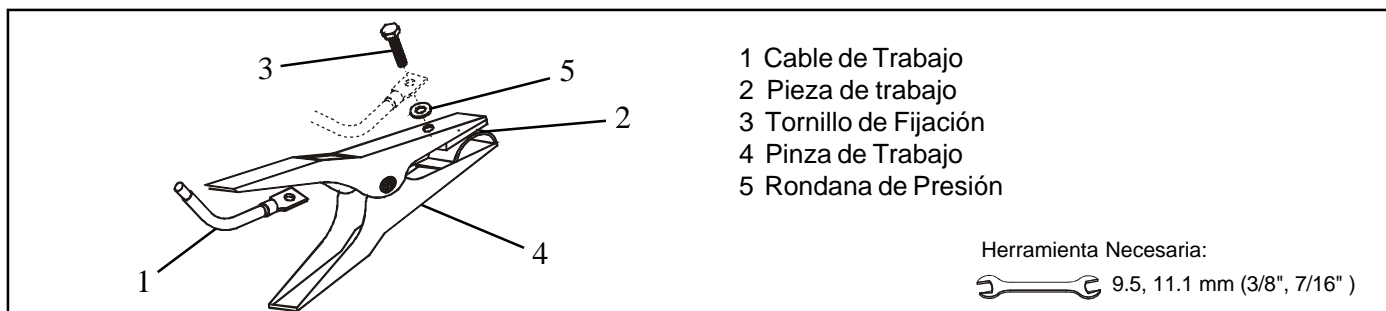 3
5
2
1
4
1 Cable de Trabajo
2 Pieza de trabajo
3 Tornillo de Fijación
4 Pinza de Trabajo
5 Rondana de Presión
Herramienta Necesaria:
9.5, 11.1 mm (3/8", 7/16" )